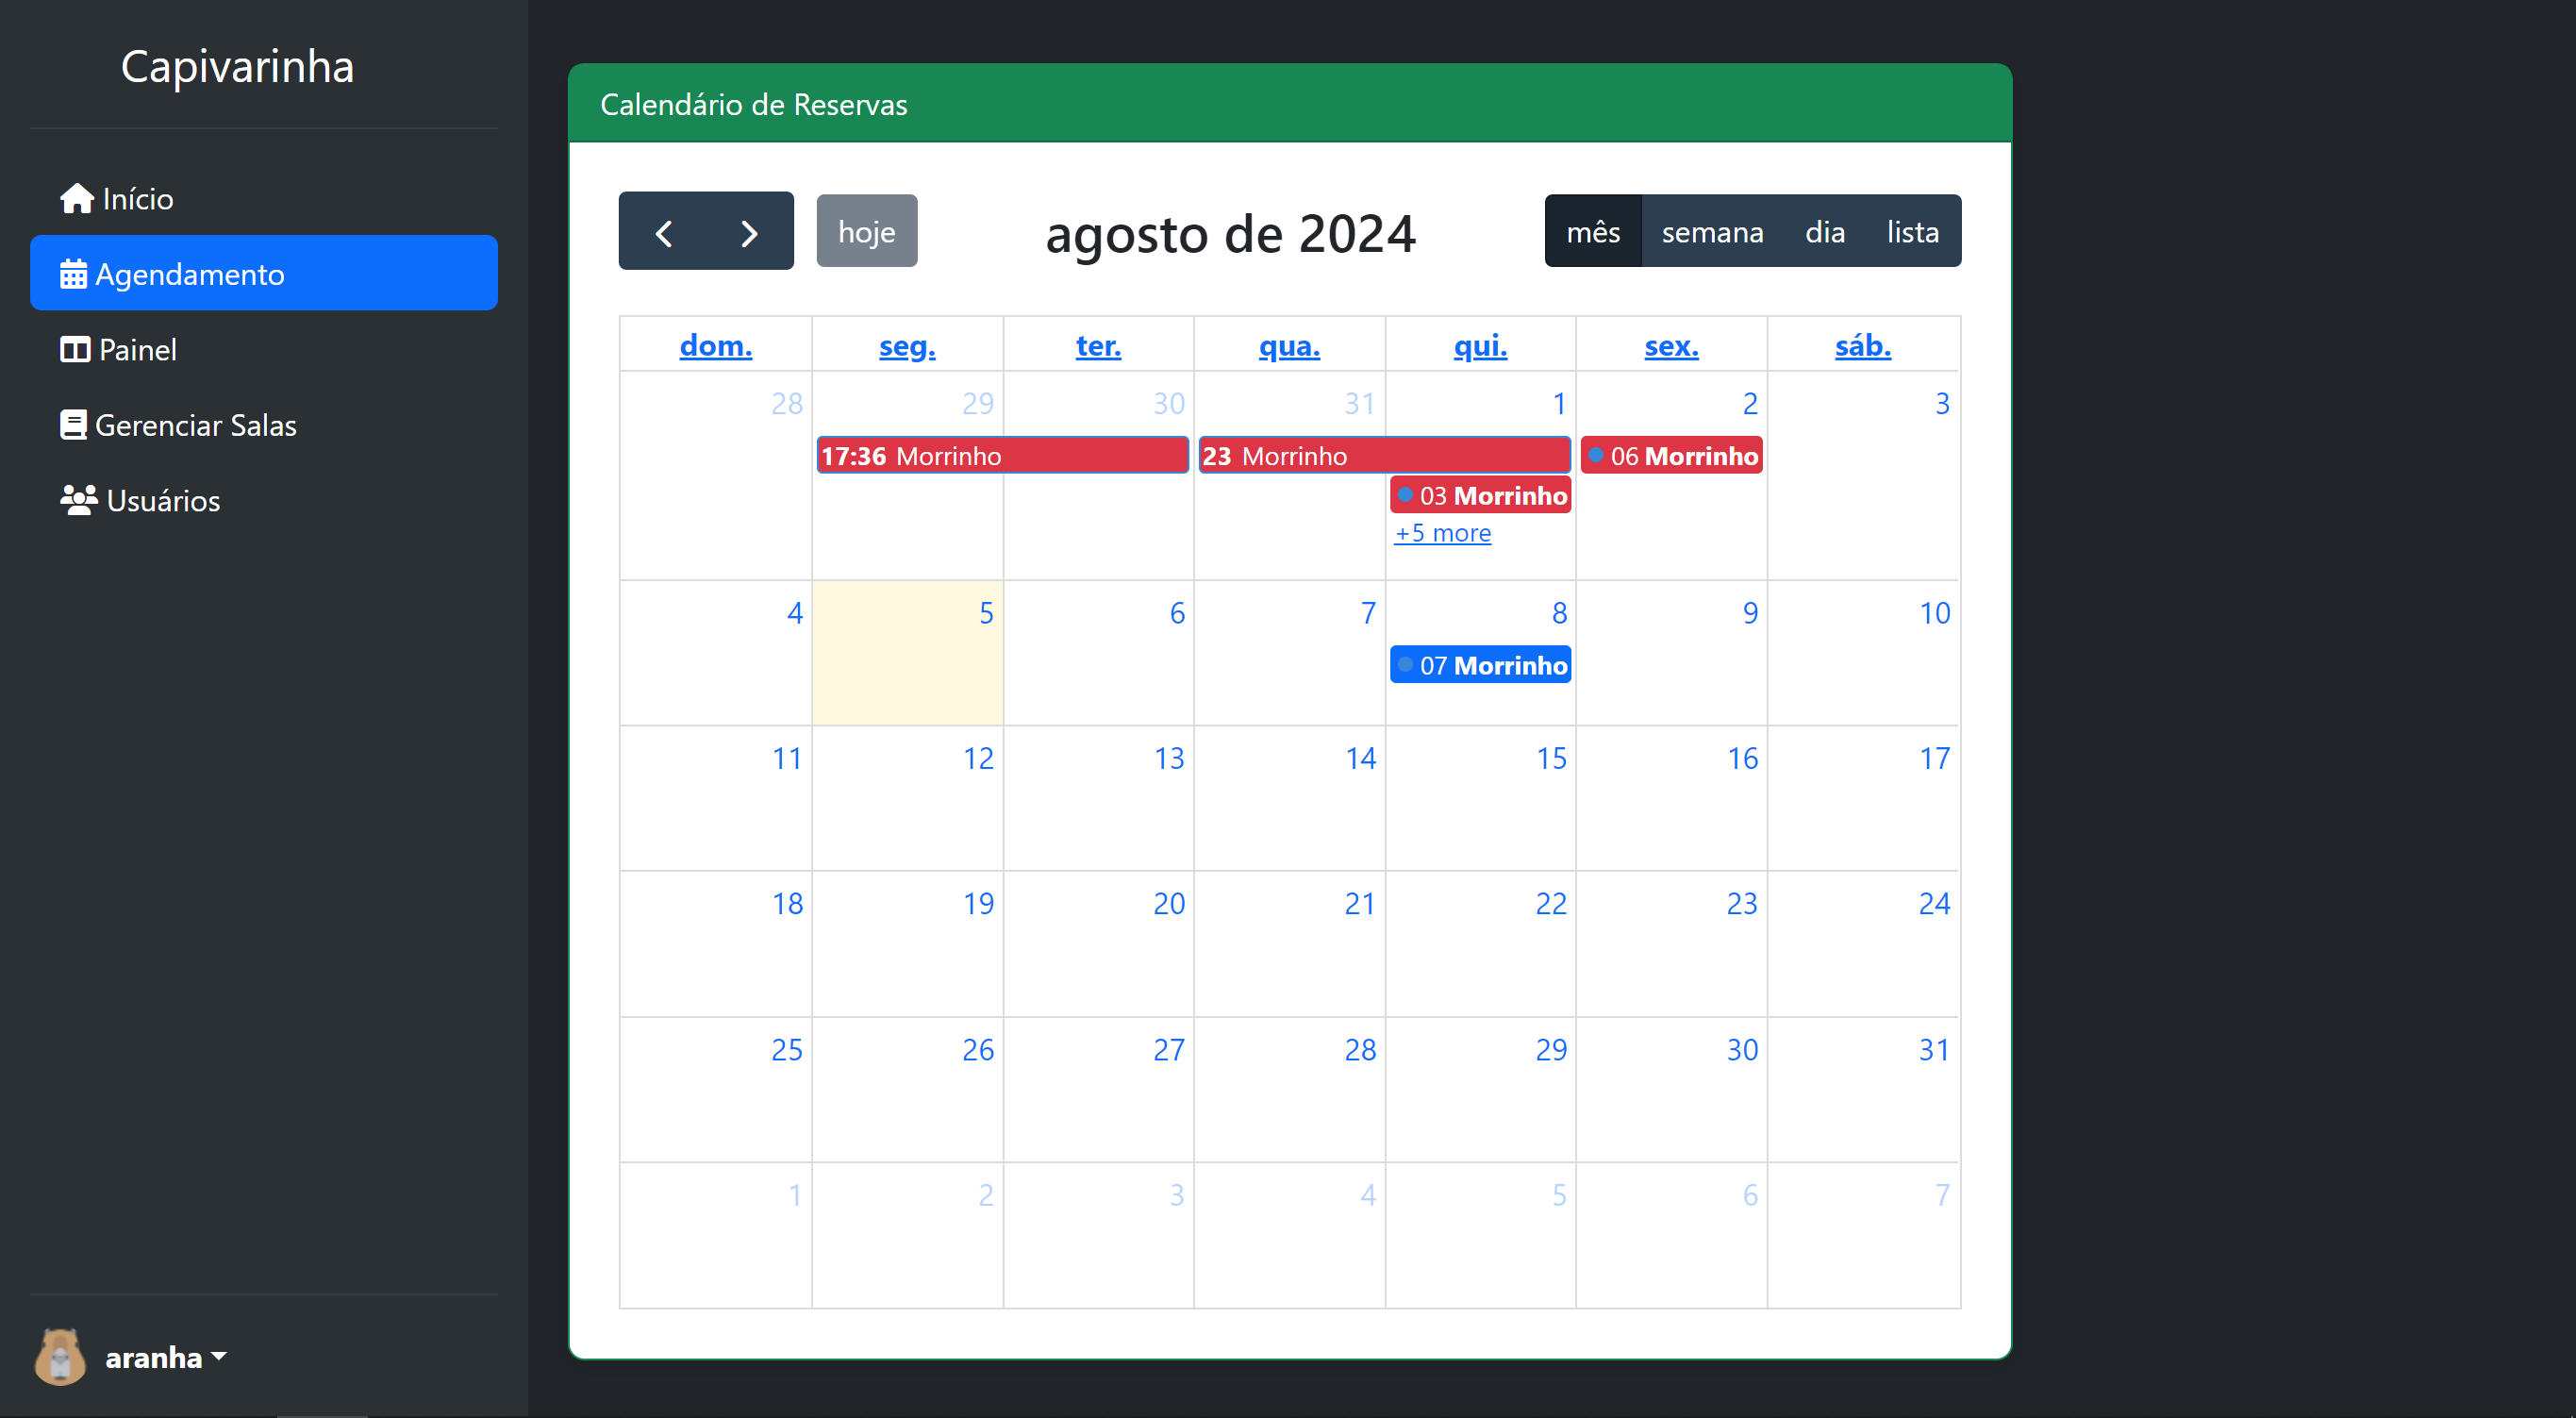 Capivarinha
Início
Agendamento
Painel
Gerenciar Salas
Usuários
aranha
Calendário de Reservas
hoje
agosto de 2024
mês semana dia lista
dom. seg. ter. qua. qui. sex. sáb.
28 29 30 31 1 2 3
17:36 Morrinho 23 Morrinho 06 Morrinho
03 Morrinho
+5 more
4 5 6 7 8 9 10
07 Morrinho
11 12 13 14 15 16 17
18 19 20 21 22 23 24
25 26 27 28 29 30 31
1 2 3 4 5 6 7